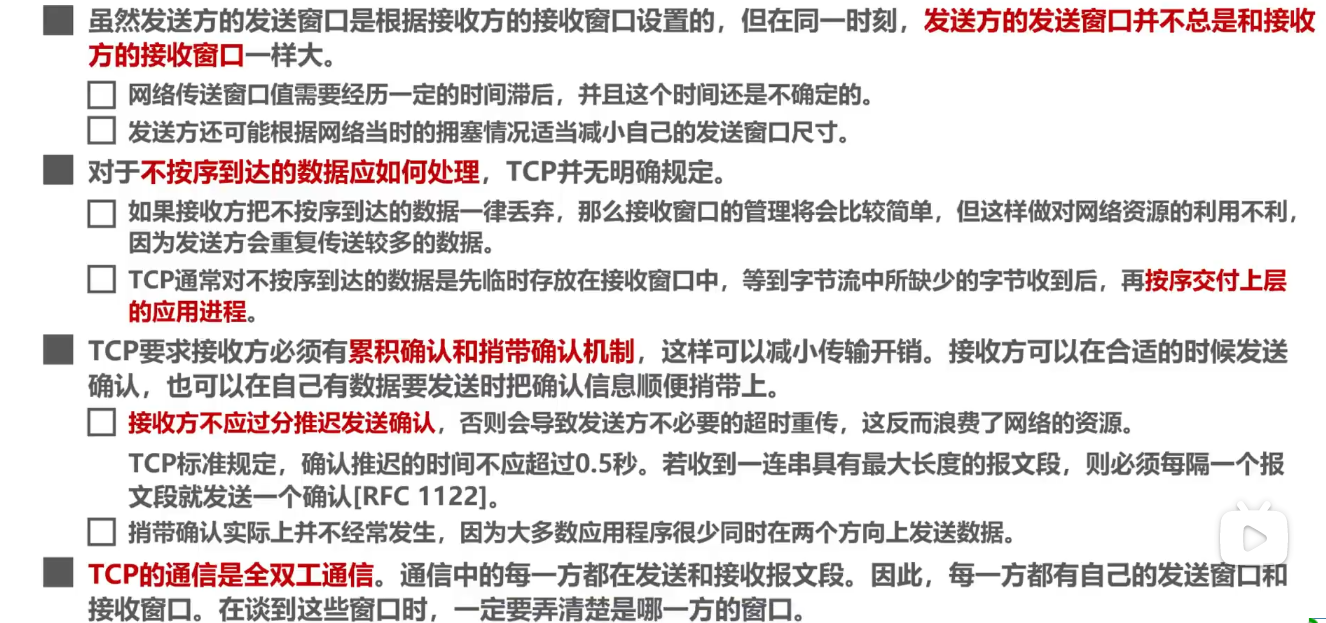 虽然发送方的发送窗口是根据接收方的接收窗口设置的，但在同一时刻，发送方的发送窗口并不总是和接收
方的接收窗口一样大。
网络传送窗口值需要经历一定的时间滞后，并且这个时间还是不确定的。
发送方还可能根据网络当时的拥塞情况适当减小自己的发送窗口尺寸。
对于不按序到达的数据应如何处理，TCP并无明确规定。
如果接收方把不按序到达的数据一律丢弃，那么接收窗口的管理将会比较简单，但这样做对网络资源的利用不利，
因为发送方会重复传送较多的数据。
TCP通常对不按序到达的数据是先临时存放在接收窗口中，等到字节流中所缺少的字节收到后，再按序交付上层
的应用进程。
TCP要求接收方必须有累积确认和捎带确认机制，这样可以减小传输开销。接收方可以在合适的时候发送
确认，也可以在自己有数据要发送时把确认信息顺便捎带上。
接收方不应过分推迟发送确认，否则会导致发送方不必要的超时重传，这反而浪费了网络的资源。
TCP标准规定，确认推迟的时间不应超过0.5秒。若收到一连串具有最大长度的报文段，则必须每隔一个报
文段就发送一个确认[RFC 1122]。
捎带确认实际上并不经常发生，因为大多数应用程序很少同时在两个方向上发送数据。
TCP的通信是全双工通信。通信中的每一方都在发送和接收报文段。因此，每一方都有自己的发送窗口和
接收窗口。在谈到这些窗口时，一定要弄清楚是哪一方的窗口。